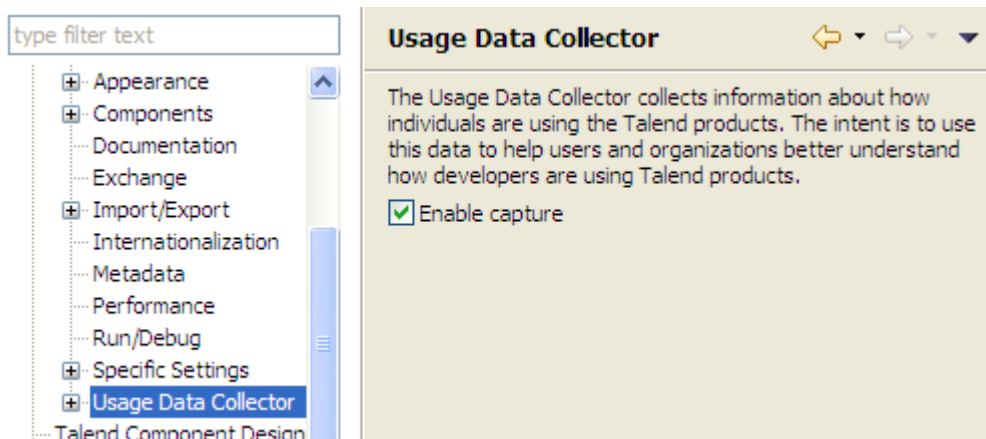 type filter text
Appearance
Components
Documentation
Exchange
Import/Export
Internationalization
Metadata
Performance
Run/Debug
Specific Settings
Usage Data Collector
Talend Component Design
Usage Data Collector
The Usage Data Collector collects information about how
individuals are using the Talend products. The intent is to use
this data to help users and organizations better understand
how developers are using Talend products.
Enable capture